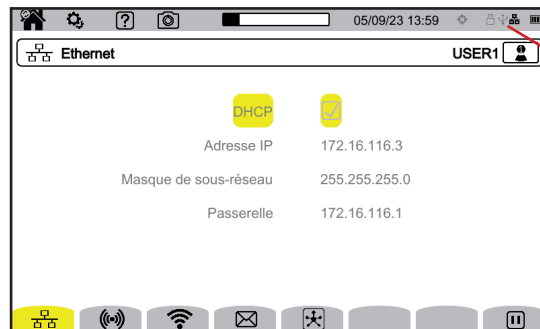 05/09/23 13:59
Ethernet USER1
DHCP
Adresse IP 172.16.116.3
Masque de sous-réseau 255.255.255.0
Passerelle 172.16.116.1